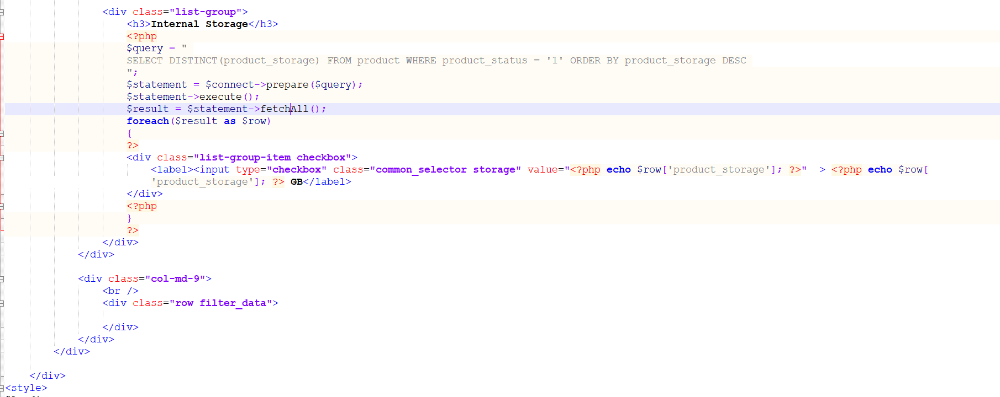 <div class="list-group">
<h3>Internal Storage</h3>
<?php
$query = "
SELECT DISTINCT(product_storage) FROM product WHERE product_status = '1' ORDER BY product_storage DESC
";
$statement = $connect->prepare($query);
$statement->execute();
$result = $statement->fetchAll();
foreach($result as $row)
{
?>
<div class="list-group-item checkbox">
<label><input type="checkbox" class="common_selector storage" value="<?php echo $row['product_storage']; ?>"  > <?php echo $row[
'product_storage']; ?> GB</label>
</div>
<?php
}
?>
</div>
</div>
<div class="col-md-9">
<br />
<div class="row filter_data">
</div>
</div>
</div>
</div>
<style>